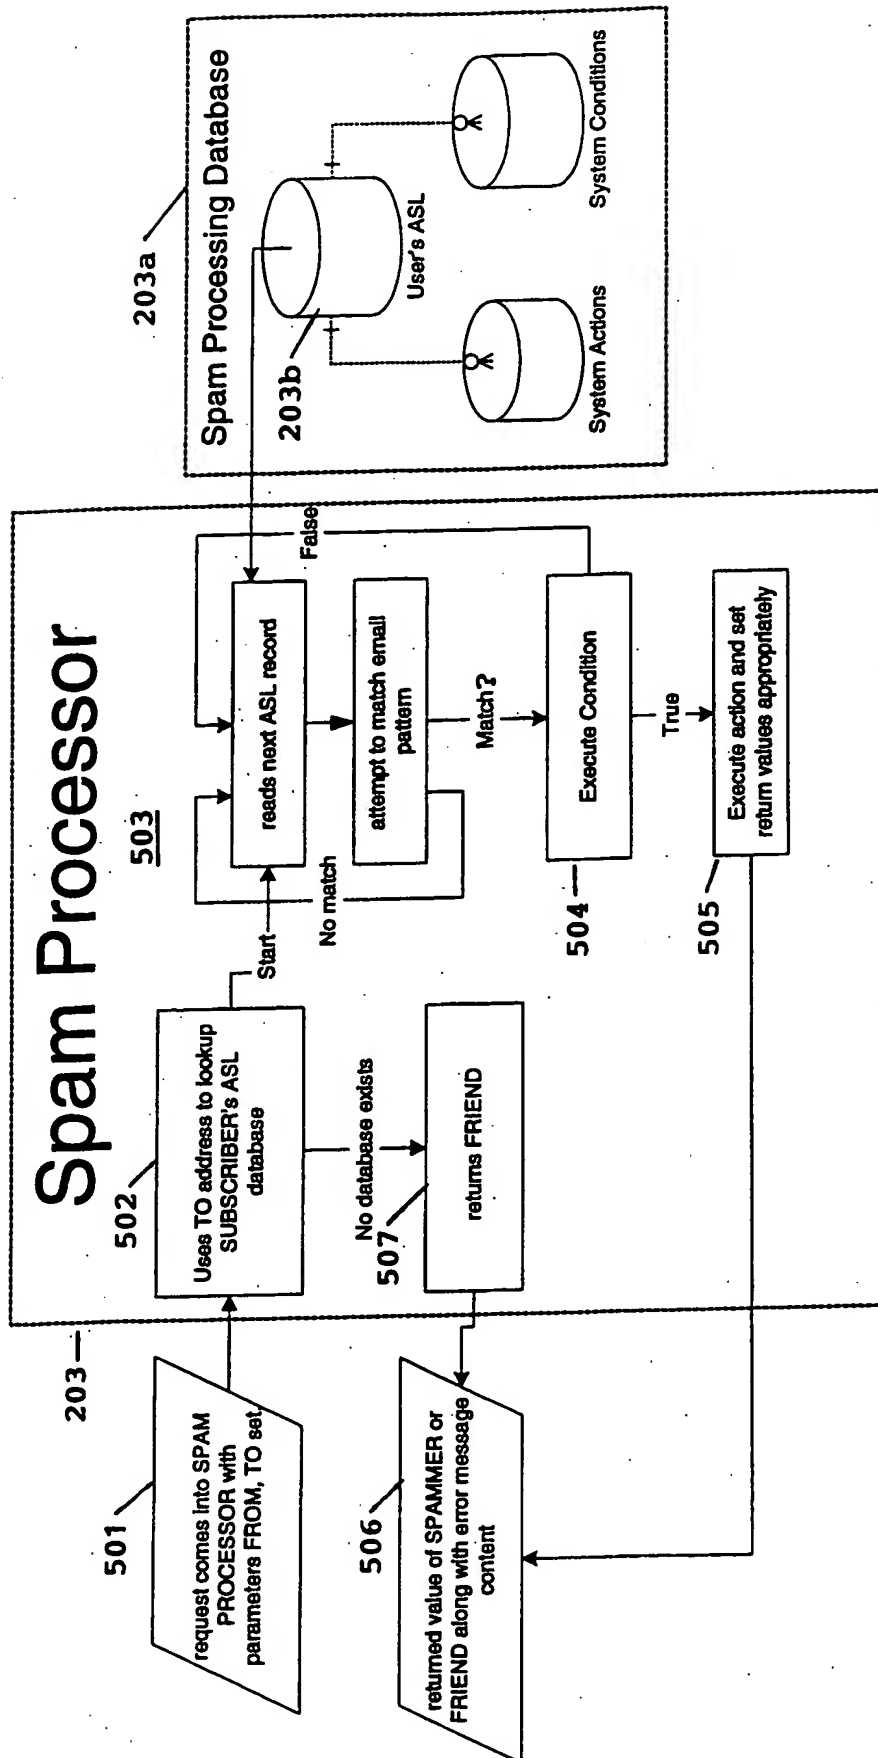 Spam Processor
203
501
request comes into SPAM
PROCESSOR with
parameters FROM, TO set.
502
Uses TO address to lookup
SUBSCRIBER's ASL
database
Start
No database exists
507
returns FRIEND
506
returned value of SPAMMER or
FRIEND along with error message
content
503
reads next ASL record
No match
False
attempt to match email
pattern
Match?
504
Execute Condition
True
505
Execute action and set
return values appropriately
203a
Spam Processing Database
203b
User's ASL
System Actions
System Conditions